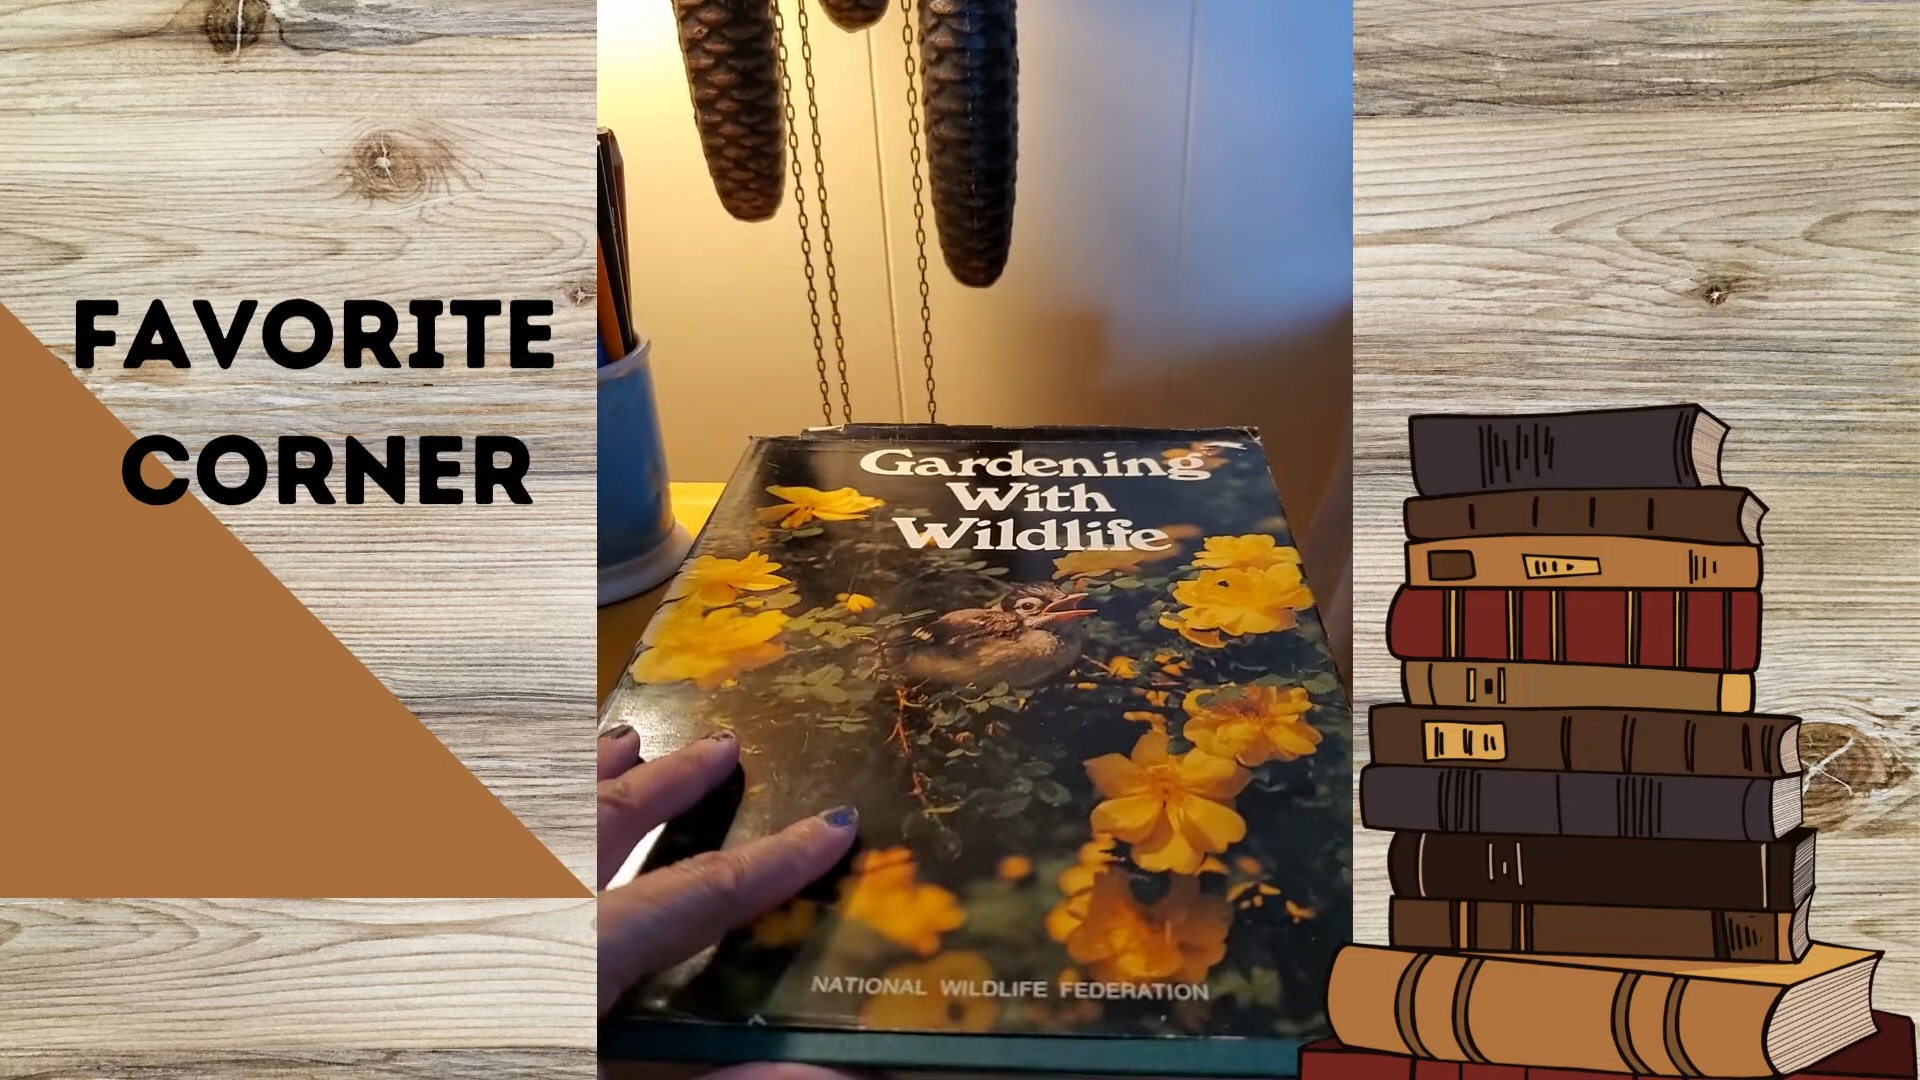 FAVORITE
CORNER
Gardening
With
Wildlife
NATIONAL WILDLIFE FEDERATION